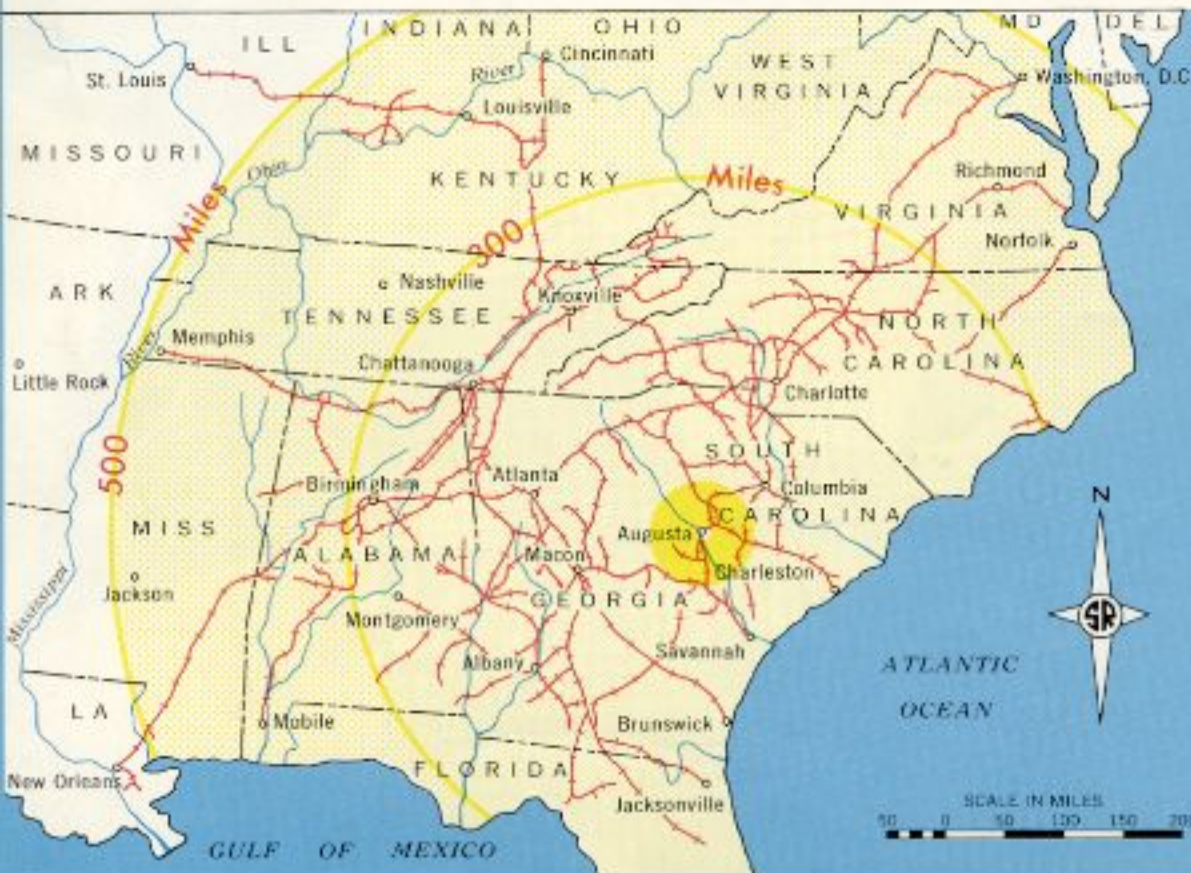 INDIANA
OHIO
MD
DEL
ILL
Cincinnati
WEST
VIRGINIA
St. Louis
River
Washington, D.C
Louisville
MISSOURI
Ohio
KENTUCKY
Miles
Richmond
Miles
VIRGINIA
300
Norfolk
ARK
Nashville
Knoxville
TENNESSEE
NORTH
CAROLINA
Memphis
River
Chattanooga
Little Rock
Charlotte
500
SOUTH
CAROLINA
Birmingham
Atlanta
Columbia
MISS
Augusta
ALABAMA
Macon
Charleston
N
Jackson
GEORGIA
SR
Mississippi
Montgomery
Savannah
Albany
ATLANTIC
OCEAN
LA
Mobile
Brunswick
New Orleans
FLORIDA
Jacksonville
SCALE IN MILES
50 0 50 100 150 200
GULF OF MEXICO